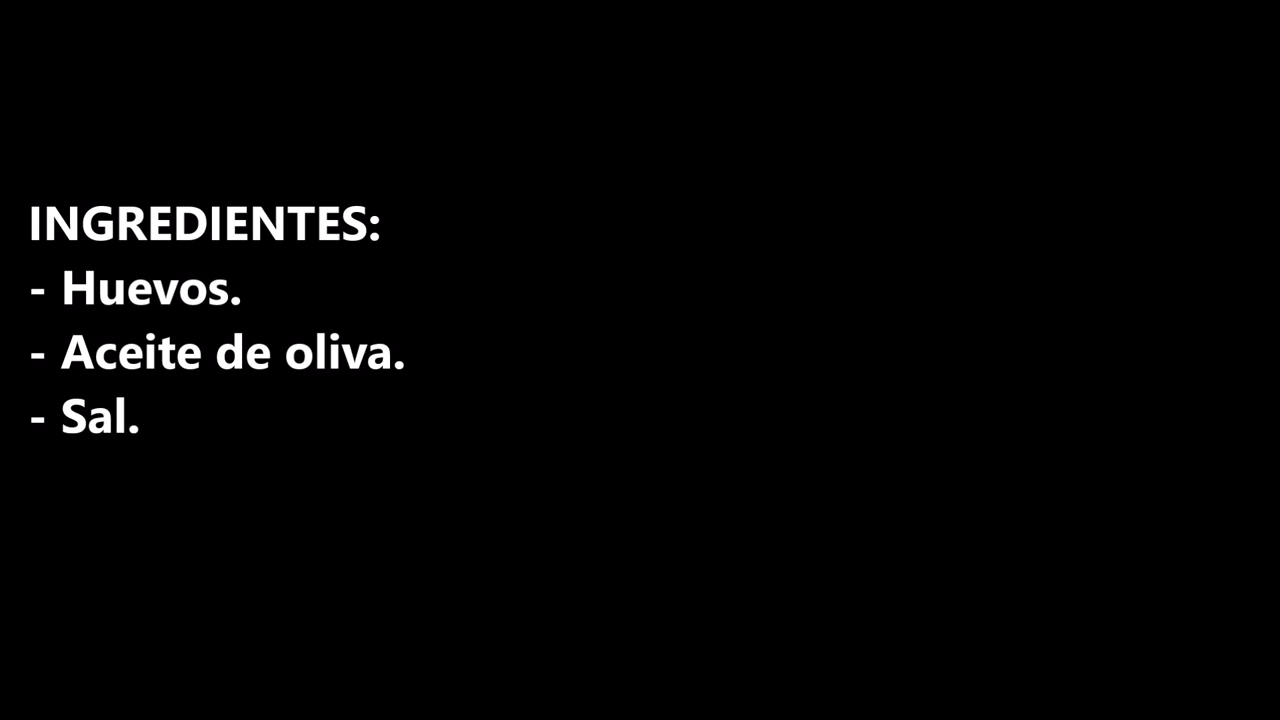 INGREDIENTES:
- Huevos.
- Aceite de oliva.
- Sal.